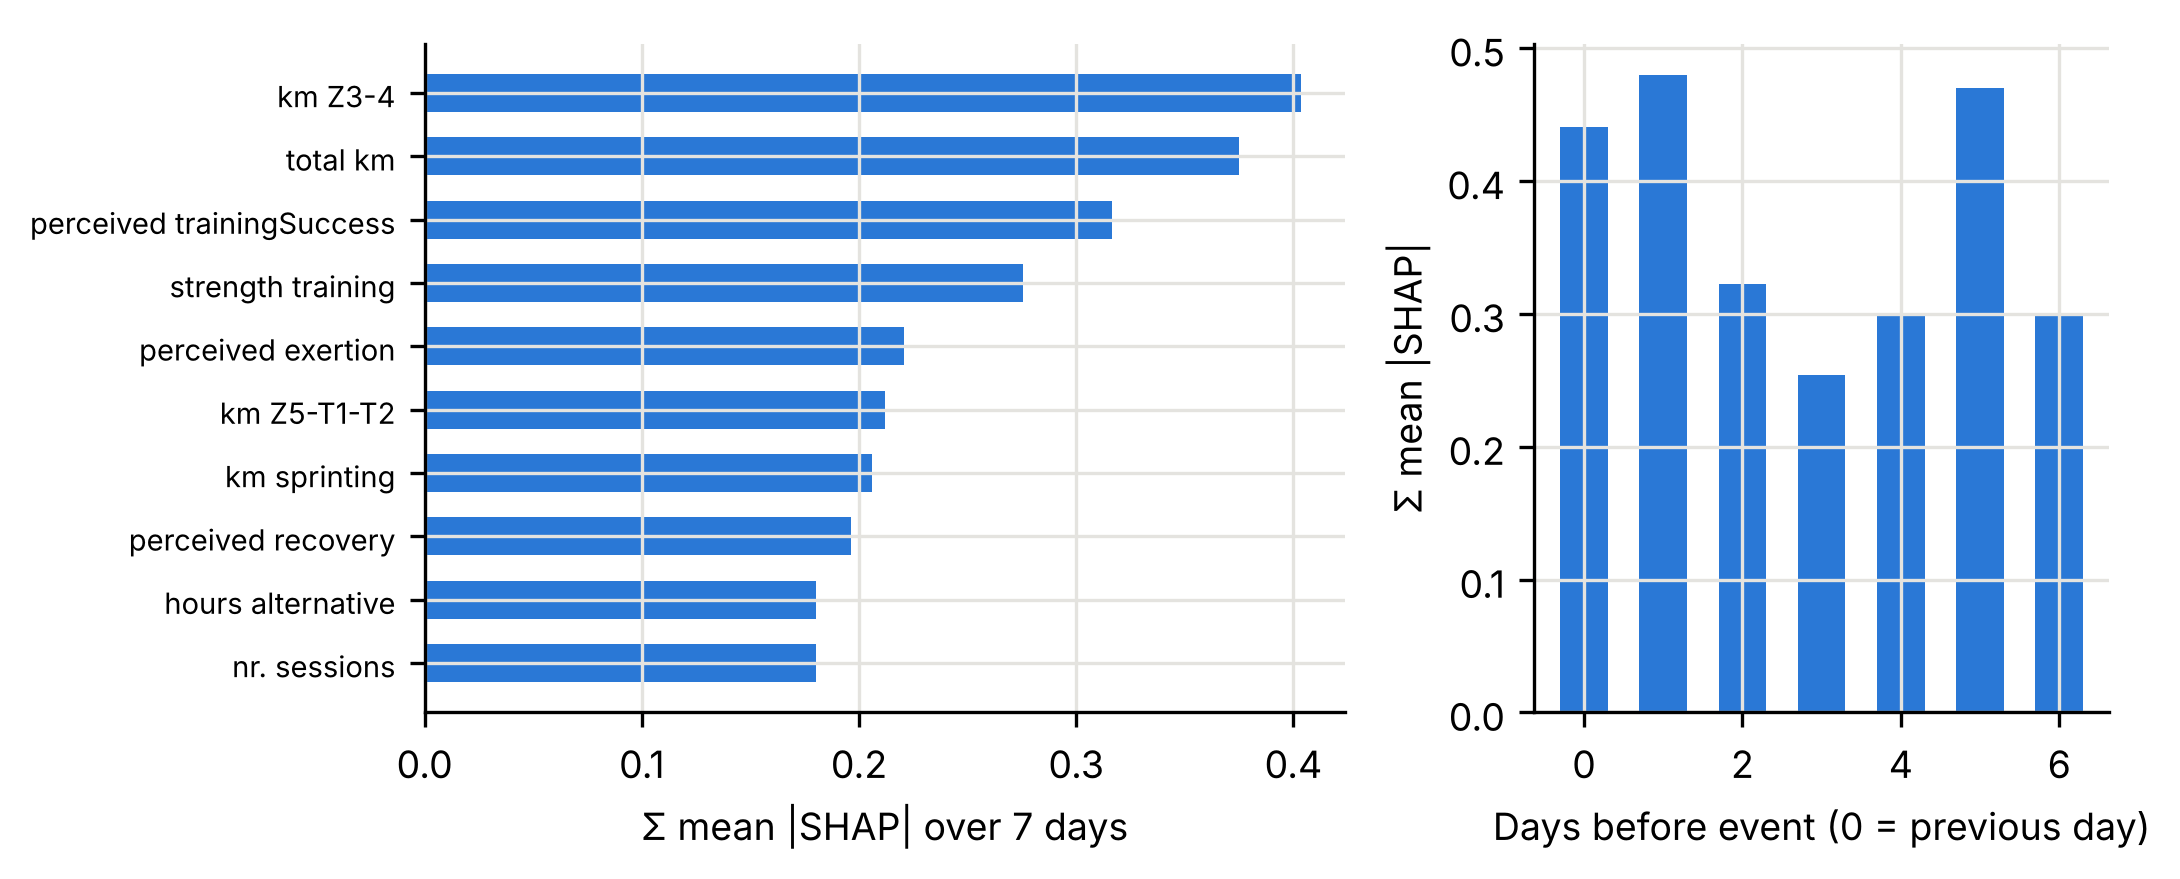 km Z3-4
total km
perceived trainingSuccess
strength training
perceived exertion
km Z5-T1-T2
km sprinting
perceived recovery
hours alternative
nr. sessions
0.0 0.1 0.2 0.3 0.4
Σ mean |SHAP| over 7 days
Σ mean |SHAP|
0.5
0.4
0.3
0.2
0.1
0.0
0 2 4 6
Days before event (0 = previous day)